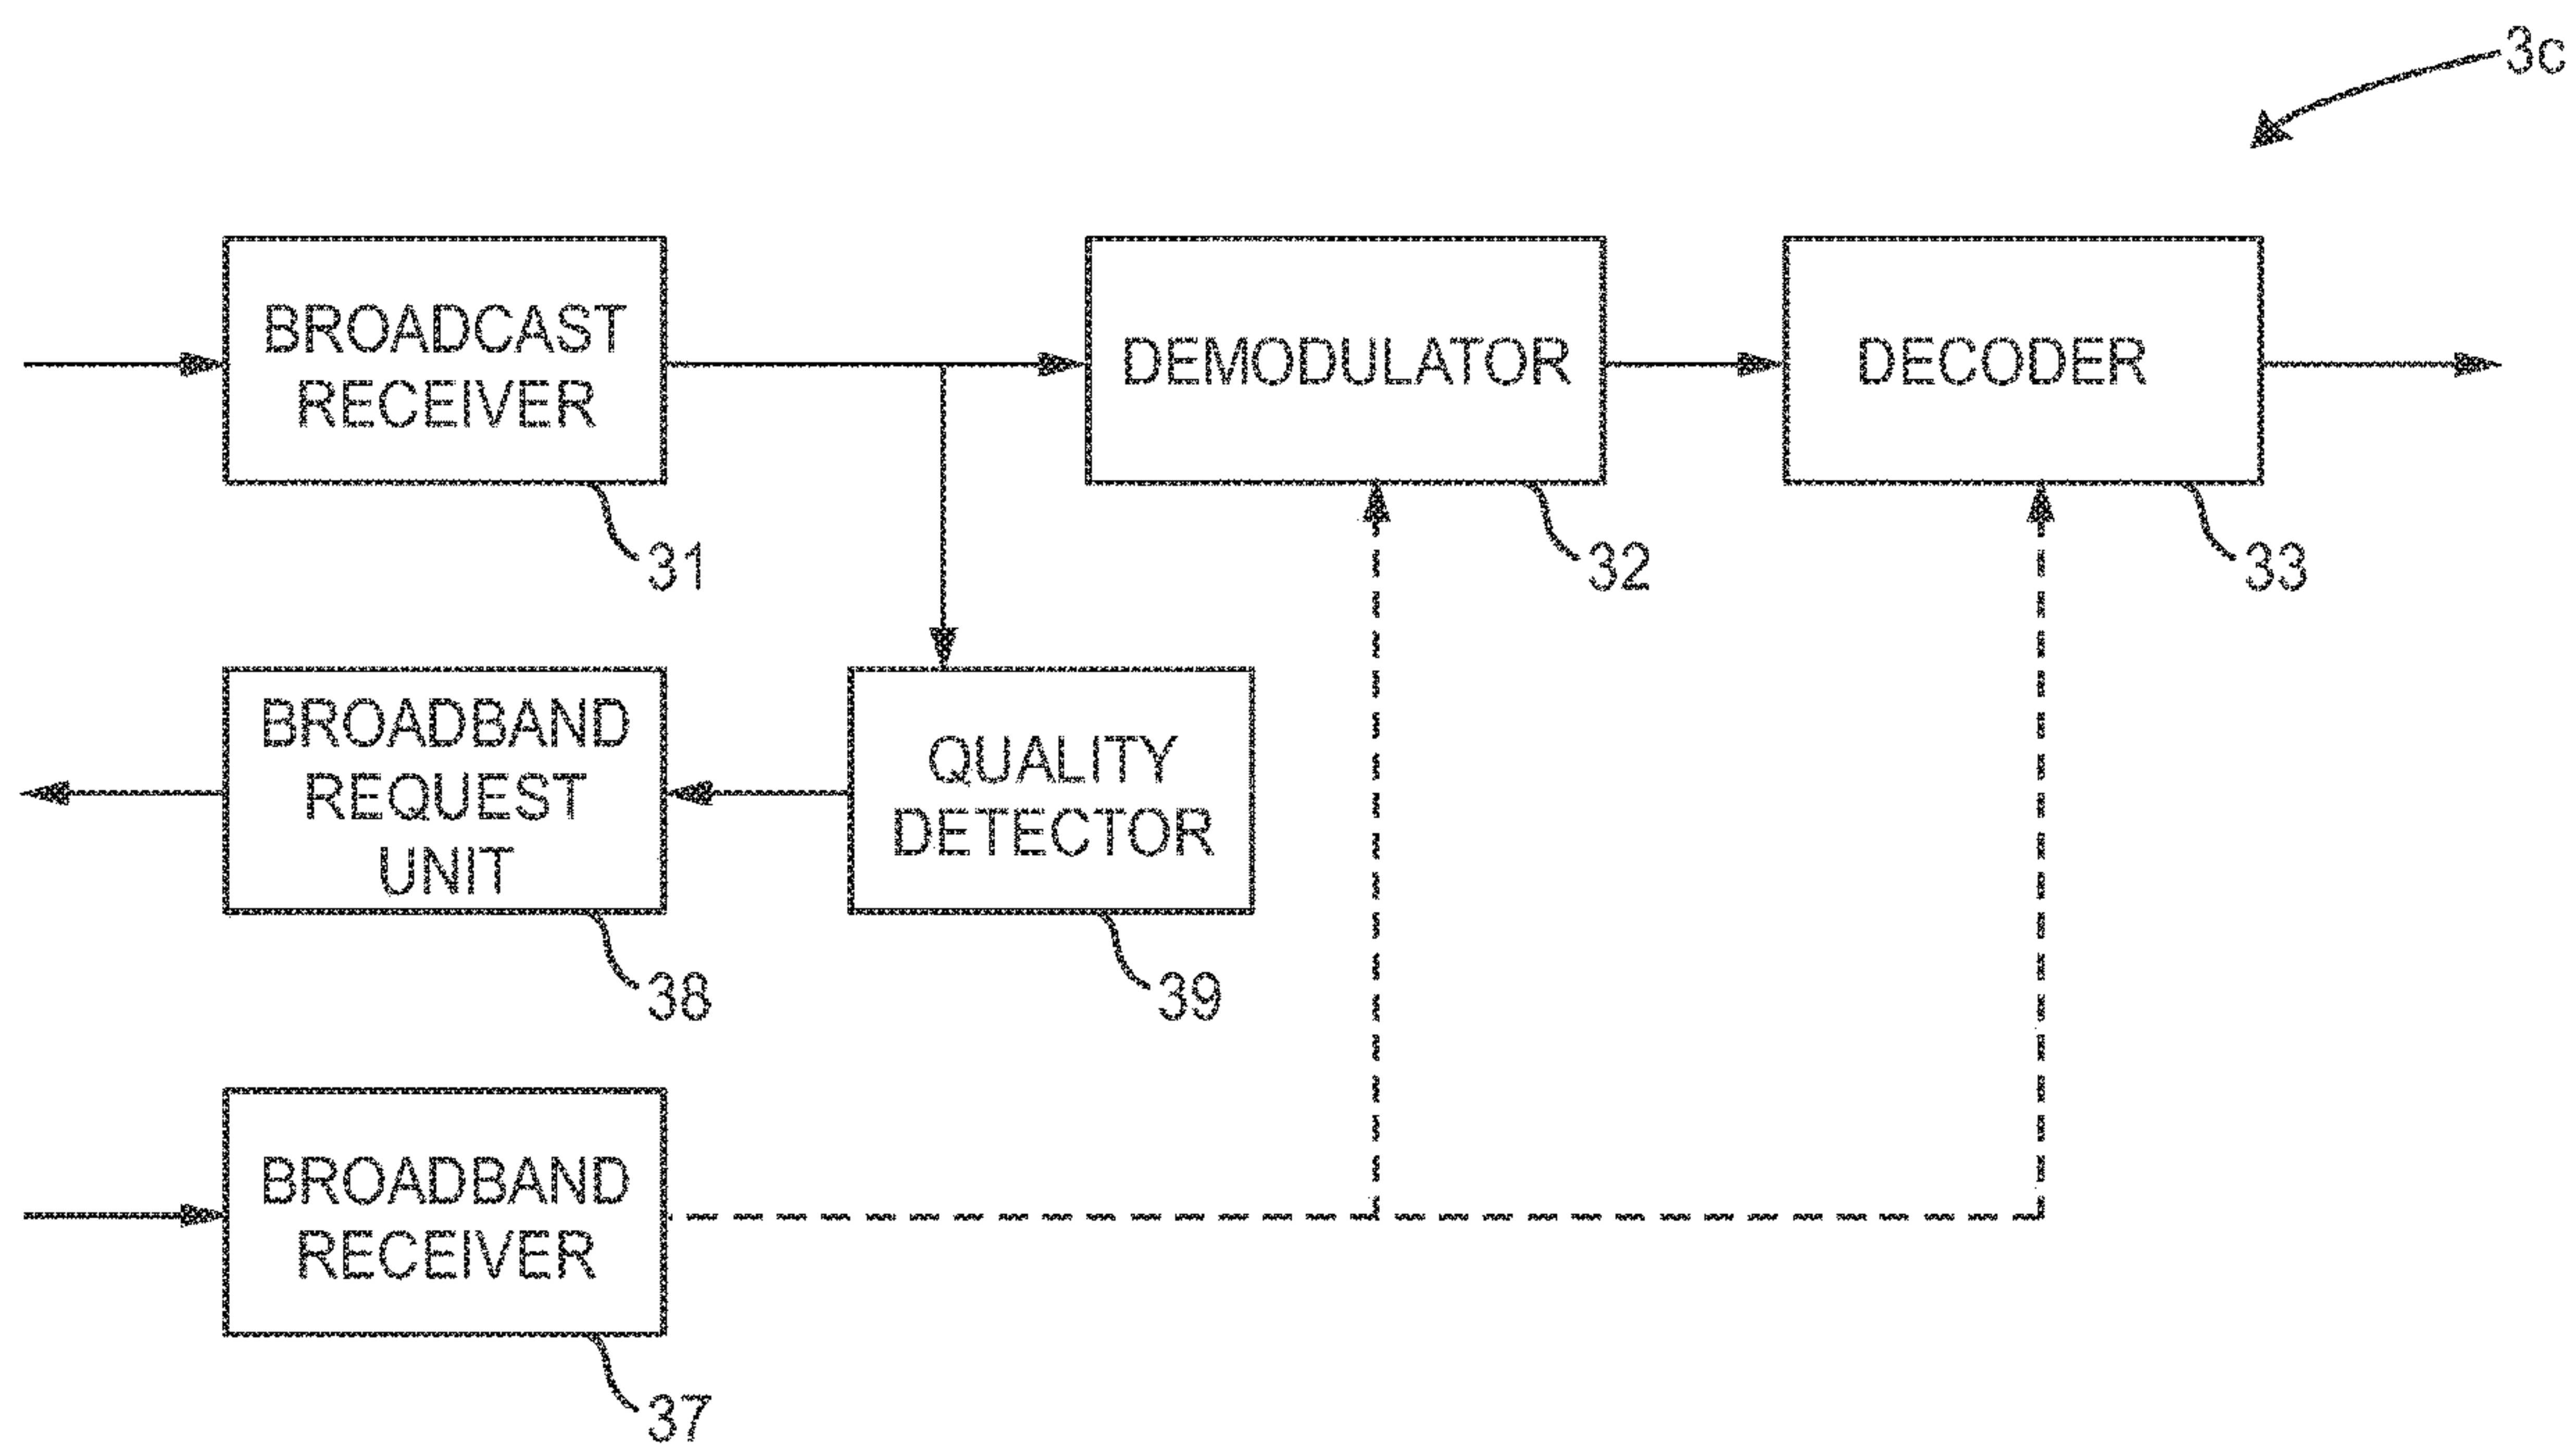 3c
BROADCAST
RECEIVER
DEMODULATOR
DECODER
31
32
33
BROADBAND
REQUEST
UNIT
QUALITY
DETECTOR
38
39
BROADBAND
RECEIVER
37